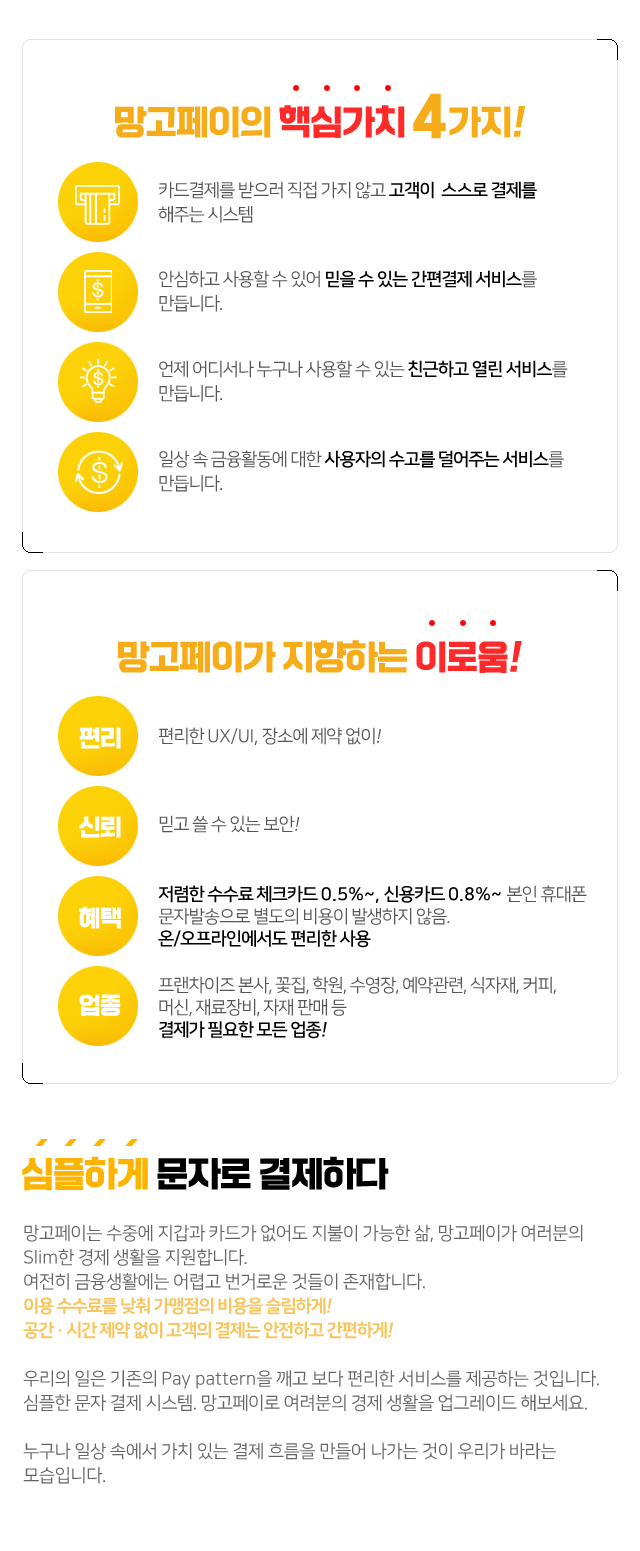 망고페이의 핵심가치 4가지!
카드결제를 받으러 직접 가지 않고 고객이 스스로 결제를
해주는 시스템
안심하고 사용할 수 있어 믿을 수 있는 간편결제 서비스를
만듭니다.
언제 어디서나 누구나 사용할 수 있는 친근하고 열린 서비스를
만듭니다.
일상 속 금융활동에 대한 사용자의 수고를 덜어주는 서비스를
만듭니다.
망고페이가 지향하는 이로움!
편리
편리한 UX/UI, 장소에 제약 없이!
신뢰
믿고 쓸 수 있는 보안!
혜택
저렴한 수수료 체크카드 0.5%~, 신용카드 0.8%~ 본인 휴대폰
문자발송으로 별도의 비용이 발생하지 않음.
온/오프라인에서도 편리한 사용
업종
프랜차이즈 본사, 꽃집, 학원, 수영장, 예약관련, 식자재, 커피,
머신, 재료장비, 자재 판매 등
결제가 필요한 모든 업종!
심플하게 문자로 결제하다
망고페이는 수중에 지갑과 카드가 없어도 지불이 가능한 삶, 망고페이가 여러분의
Slim한 경제 생활을 지원합니다.
여전히 금융생활에는 어렵고 번거로운 것들이 존재합니다.
이용 수수료를 낮춰 가맹점의 비용을 슬림하게!
공간 · 시간 제약 없이 고객의 결제는 안전하고 간편하게!
우리의 일은 기존의 Pay pattern을 깨고 보다 편리한 서비스를 제공하는 것입니다.
심플한 문자 결제 시스템. 망고페이로 여려분의 경제 생활을 업그레이드 해보세요.
누구나 일상 속에서 가치 있는 결제 흐름을 만들어 나가는 것이 우리가 바라는
모습입니다.